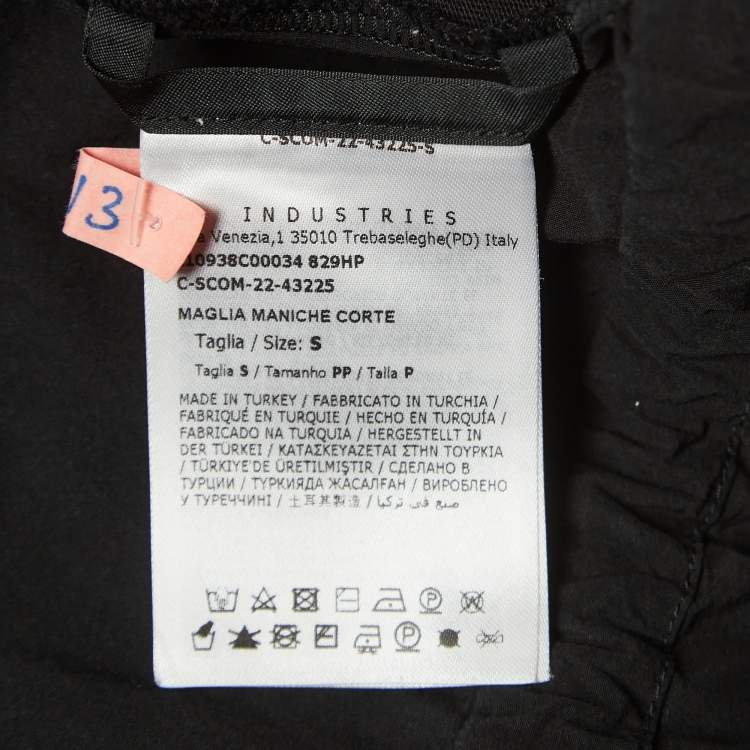 C-SCOM-22-43225-S
13
INDUSTRIES
Venezia,1 35010 Trebaseleghe(PD) Italy
10938C00034 829HP
C-SCOM-22-43225
MAGLIA MANICHE CORTE
Taglia / Size: S
Taglia S / Tamanho PP / Talla P
MADE IN TURKEY / FABBRICATO IN TURCHIA /
FABRIQUÉ EN TURQUIE / HECHO EN TURQUÍA /
FABRICADO NA TURQUIA / HERGESTELLT IN
DER TÜRKEI / ΚΑΤΑΣΚΕΥΑΖΕΤΑΙ ΣΤΗΝ ΤΟΥΡΚΙΑ
/ TÜRKİYE'DE ÜRETİLMİŞTİR / СДЕЛАНО В
ТУРЦИИ / ТҮРКИЯДА ЖАСАЛҒАН / ВИРОБЛЕНО
У ТУРЕЧЧИНІ / 土耳其製造 / صنع في تركيا